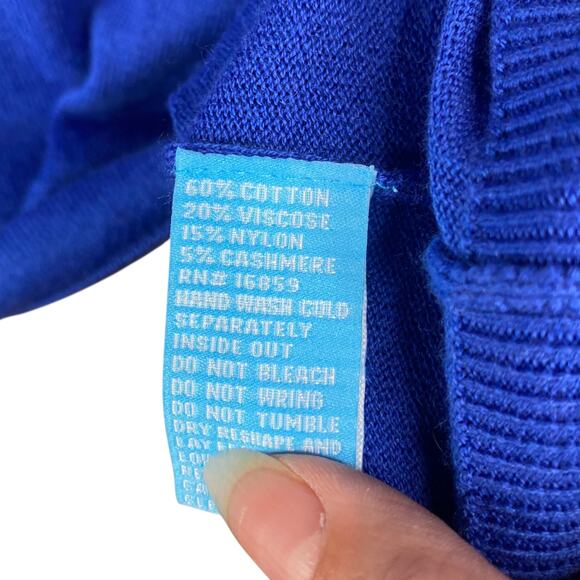 60% COTTON
20% VISCOSE
15% NYLON
5% CASHMERE
RN# 16859
HAND WASH COLD
SEPARATELY
INSIDE OUT
DO NOT BLEACH
DO NOT WRING
DO NOT TUMBLE
DRY RESHAPE AND
LAY